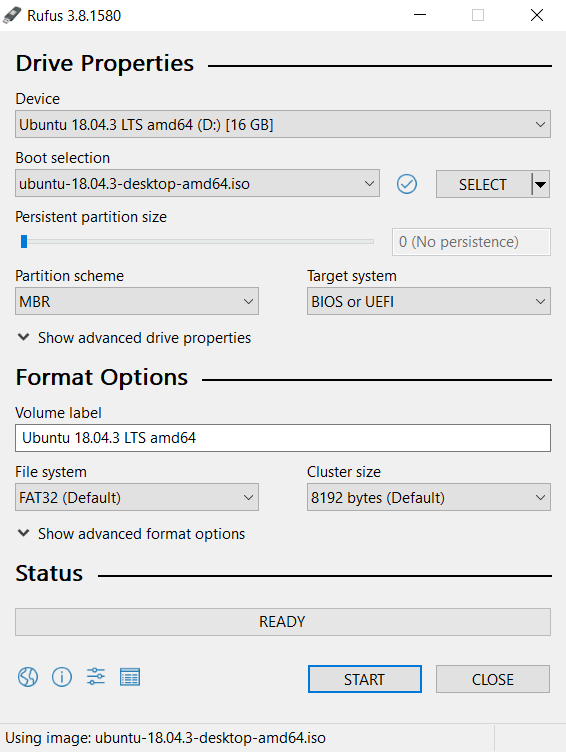 Rufus 3.8.1580
Drive Properties
Device
Ubuntu 18.04.3 LTS amd64 (D:) [16 GB]
Boot selection
ubuntu-18.04.3-desktop-amd64.iso
SELECT
Persistent partition size
0 (No persistence)
Partition scheme Target system
MBR BIOS or UEFI
Show advanced drive properties
Format Options
Volume label
Ubuntu 18.04.3 LTS amd64
File system Cluster size
FAT32 (Default) 8192 bytes (Default)
Show advanced format options
Status
READY
START CLOSE
Using image: ubuntu-18.04.3-desktop-amd64.iso